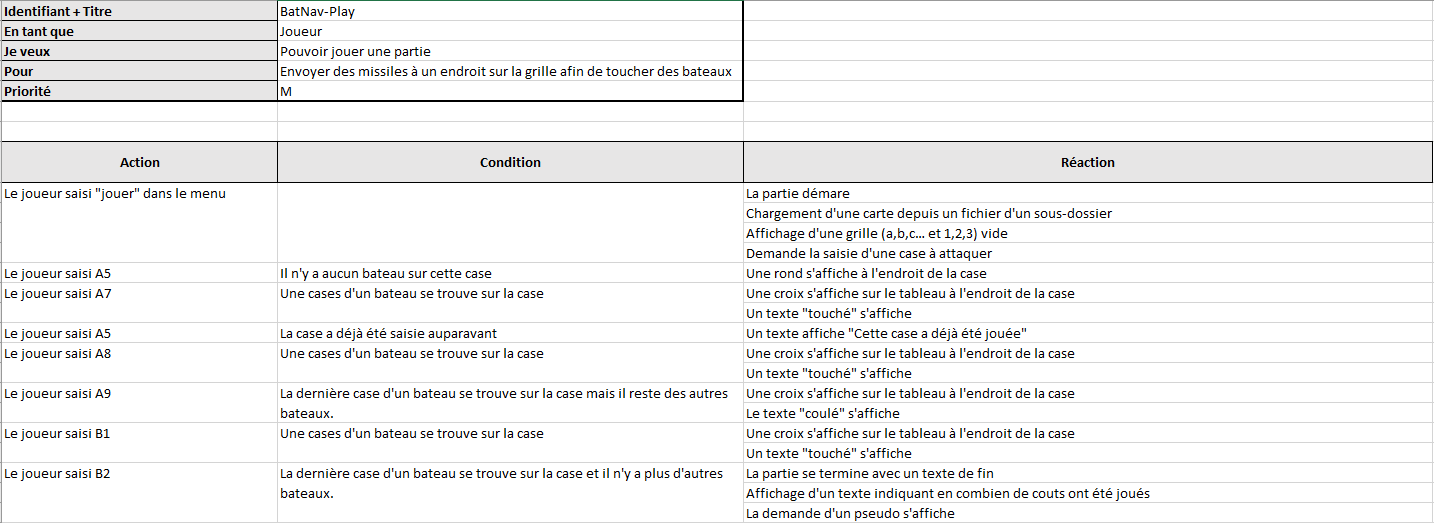 Identifiant + Titre BatNav-Play
En tant que Joueur
Je veux Pouvoir jouer une partie
Pour Envoyer des missiles à un endroit sur la grille afin de toucher des bateaux
Priorité M
Action Condition Réaction
Le joueur saisi "jouer" dans le menu La partie démare
Chargement d'une carte depuis un fichier d'un sous-dossier
Affichage d'une grille (a,b,c… et 1,2,3) vide
Demande la saisie d'une case à attaquer
Le joueur saisi A5 Il n'y a aucun bateau sur cette case Une rond s'affiche à l'endroit de la case
Le joueur saisi A7 Une cases d'un bateau se trouve sur la case Une croix s'affiche sur le tableau à l'endroit de la case
Un texte "touché" s'affiche
Le joueur saisi A5 La case a déjà été saisie auparavant Un texte affiche "Cette case a déjà été jouée"
Le joueur saisi A8 Une cases d'un bateau se trouve sur la case Une croix s'affiche sur le tableau à l'endroit de la case
Un texte "touché" s'affiche
Le joueur saisi A9 La dernière case d'un bateau se trouve sur la case mais il reste des autres Une croix s'affiche sur le tableau à l'endroit de la case
bateaux. Le texte "coulé" s'affiche
Le joueur saisi B1 Une cases d'un bateau se trouve sur la case Une croix s'affiche sur le tableau à l'endroit de la case
Un texte "touché" s'affiche
Le joueur saisi B2 La dernière case d'un bateau se trouve sur la case et il n'y a plus d'autres La partie se termine avec un texte de fin
bateaux. Affichage d'un texte indiquant en combien de couts ont été joués
La demande d'un pseudo s'affiche